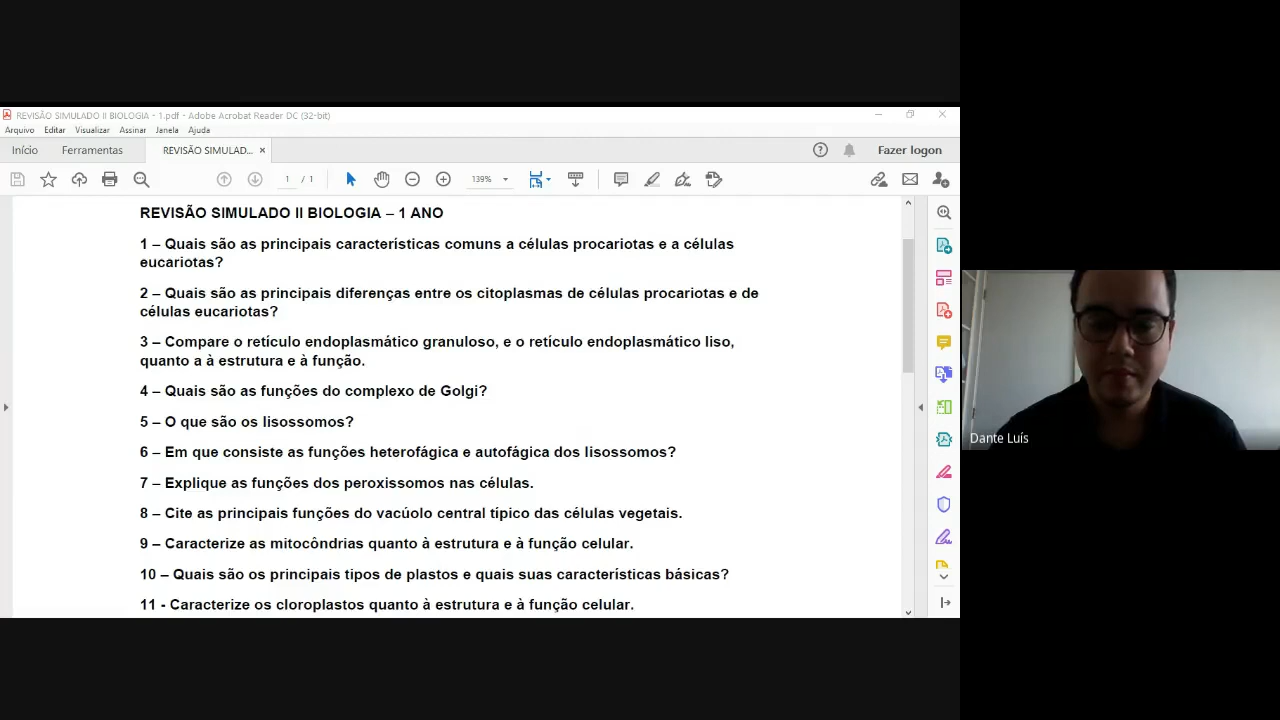 REVISÃO SIMULADO II BIOLOGIA - 1.pdf - Adobe Acrobat Reader DC (32-bit)
Arquivo Editar Visualizar Assinar Janela Ajuda
Início Ferramentas REVISÃO SIMULAD... × Fazer logon
1 / 1 139%
REVISÃO SIMULADO II BIOLOGIA – 1 ANO
1 – Quais são as principais características comuns a células procariotas e a células
eucariotas?
2 – Quais são as principais diferenças entre os citoplasmas de células procariotas e de
células eucariotas?
3 – Compare o retículo endoplasmático granuloso, e o retículo endoplasmático liso,
quanto a à estrutura e à função.
4 – Quais são as funções do complexo de Golgi?
5 – O que são os lisossomos?
6 – Em que consiste as funções heterofágica e autofágica dos lisossomos?
7 – Explique as funções dos peroxissomos nas células.
8 – Cite as principais funções do vacúolo central típico das células vegetais.
9 – Caracterize as mitocôndrias quanto à estrutura e à função celular.
10 – Quais são os principais tipos de plastos e quais suas características básicas?
11 - Caracterize os cloroplastos quanto à estrutura e à função celular.
Dante Luís